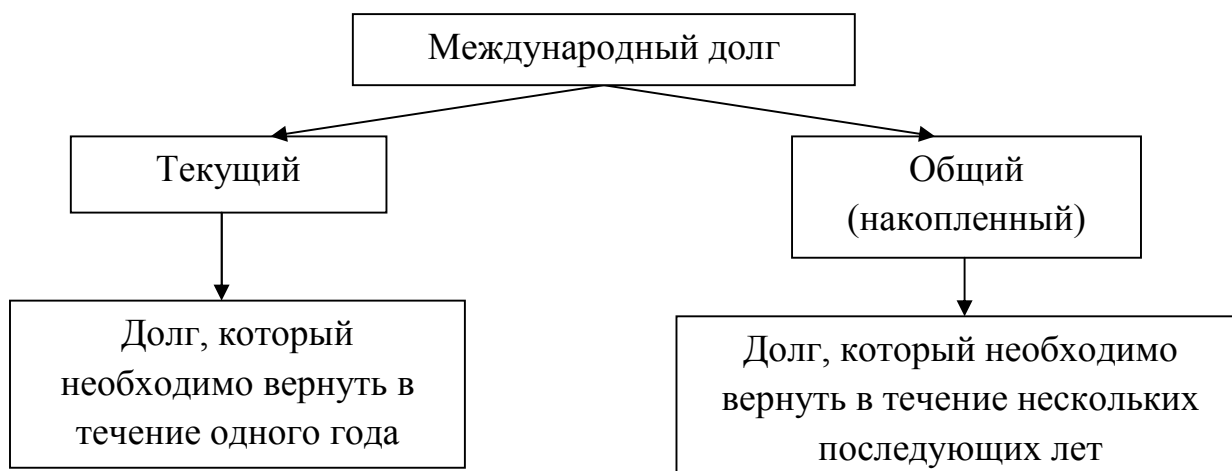 Международный долг
Текущий
Общий
(накопленный)
Долг, который
необходимо вернуть в
течение одного года
Долг, который необходимо
вернуть в течение нескольких
последующих лет